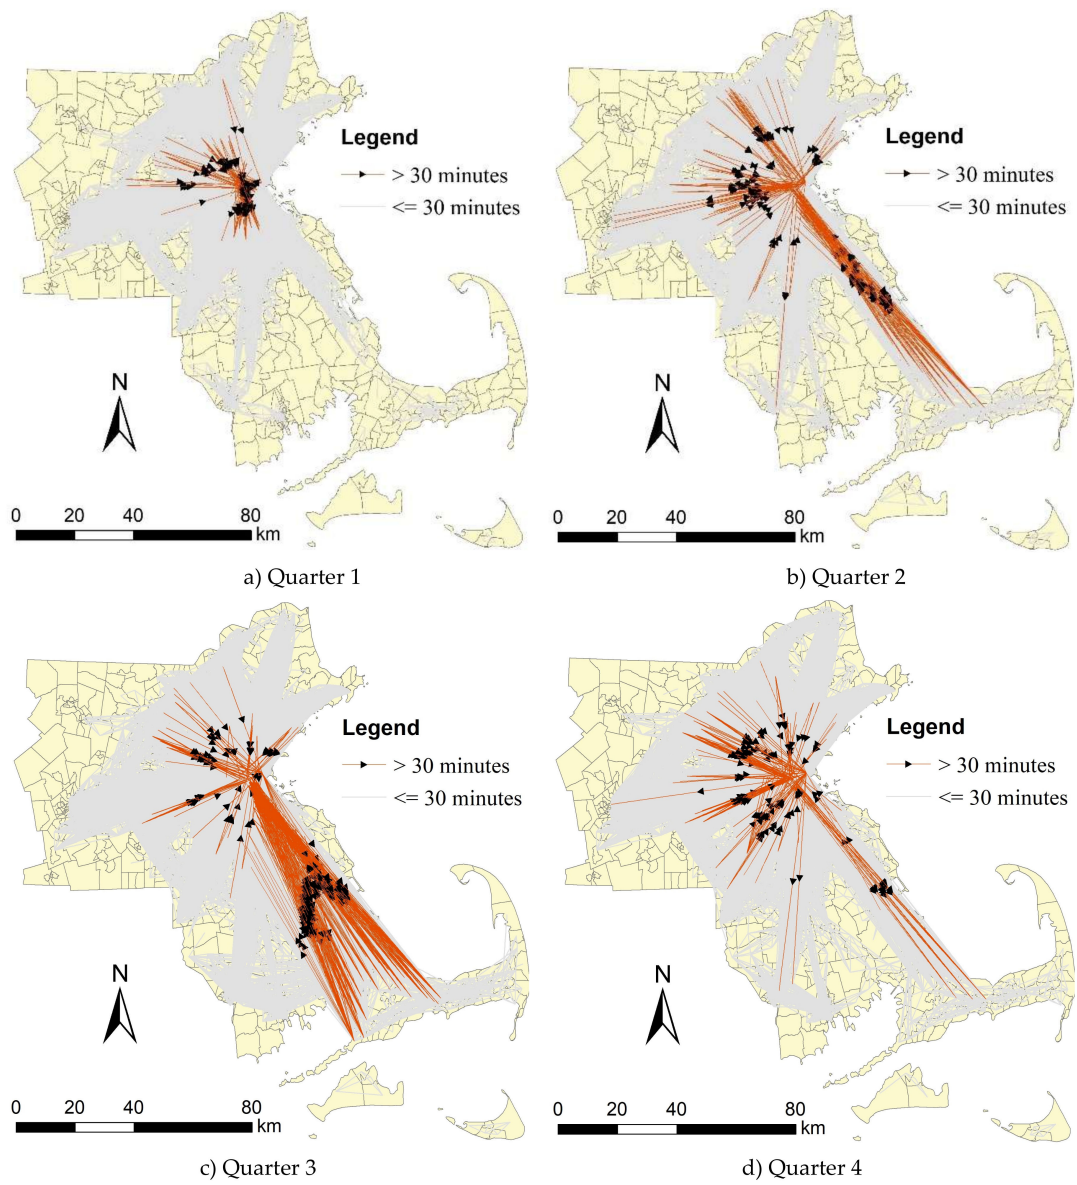 Legend
> 30 minutes
<= 30 minutes
N
0 20 40 80
km
a) Quarter 1
Legend
> 30 minutes
<= 30 minutes
N
0 20 40 80
km
b) Quarter 2
Legend
> 30 minutes
<= 30 minutes
N
0 20 40 80
km
c) Quarter 3
Legend
> 30 minutes
<= 30 minutes
N
0 20 40 80
km
d) Quarter 4